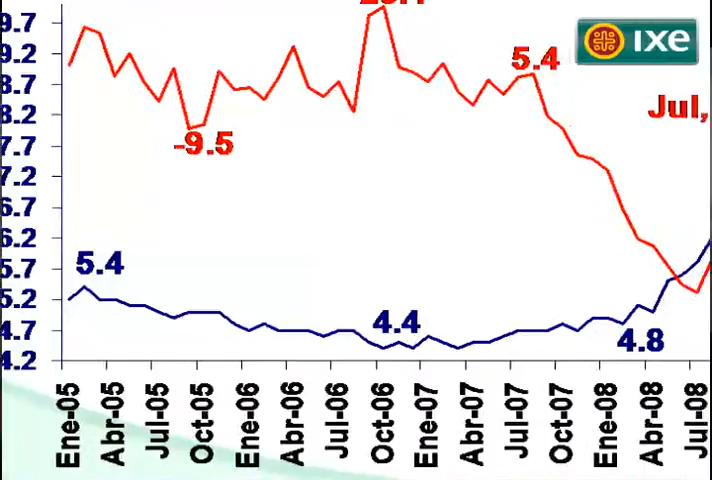 9.7
9.2
8.7
8.2
7.7
7.2
6.7
6.2
5.7
5.2
4.7
4.2
ixe
5.4
Jul,
-9.5
5.4
4.4
4.8
Ene-05
Abr-05
Jul-05
Oct-05
Ene-06
Abr-06
Jul-06
Oct-06
Ene-07
Abr-07
Jul-07
Oct-07
Ene-08
Abr-08
Jul-08